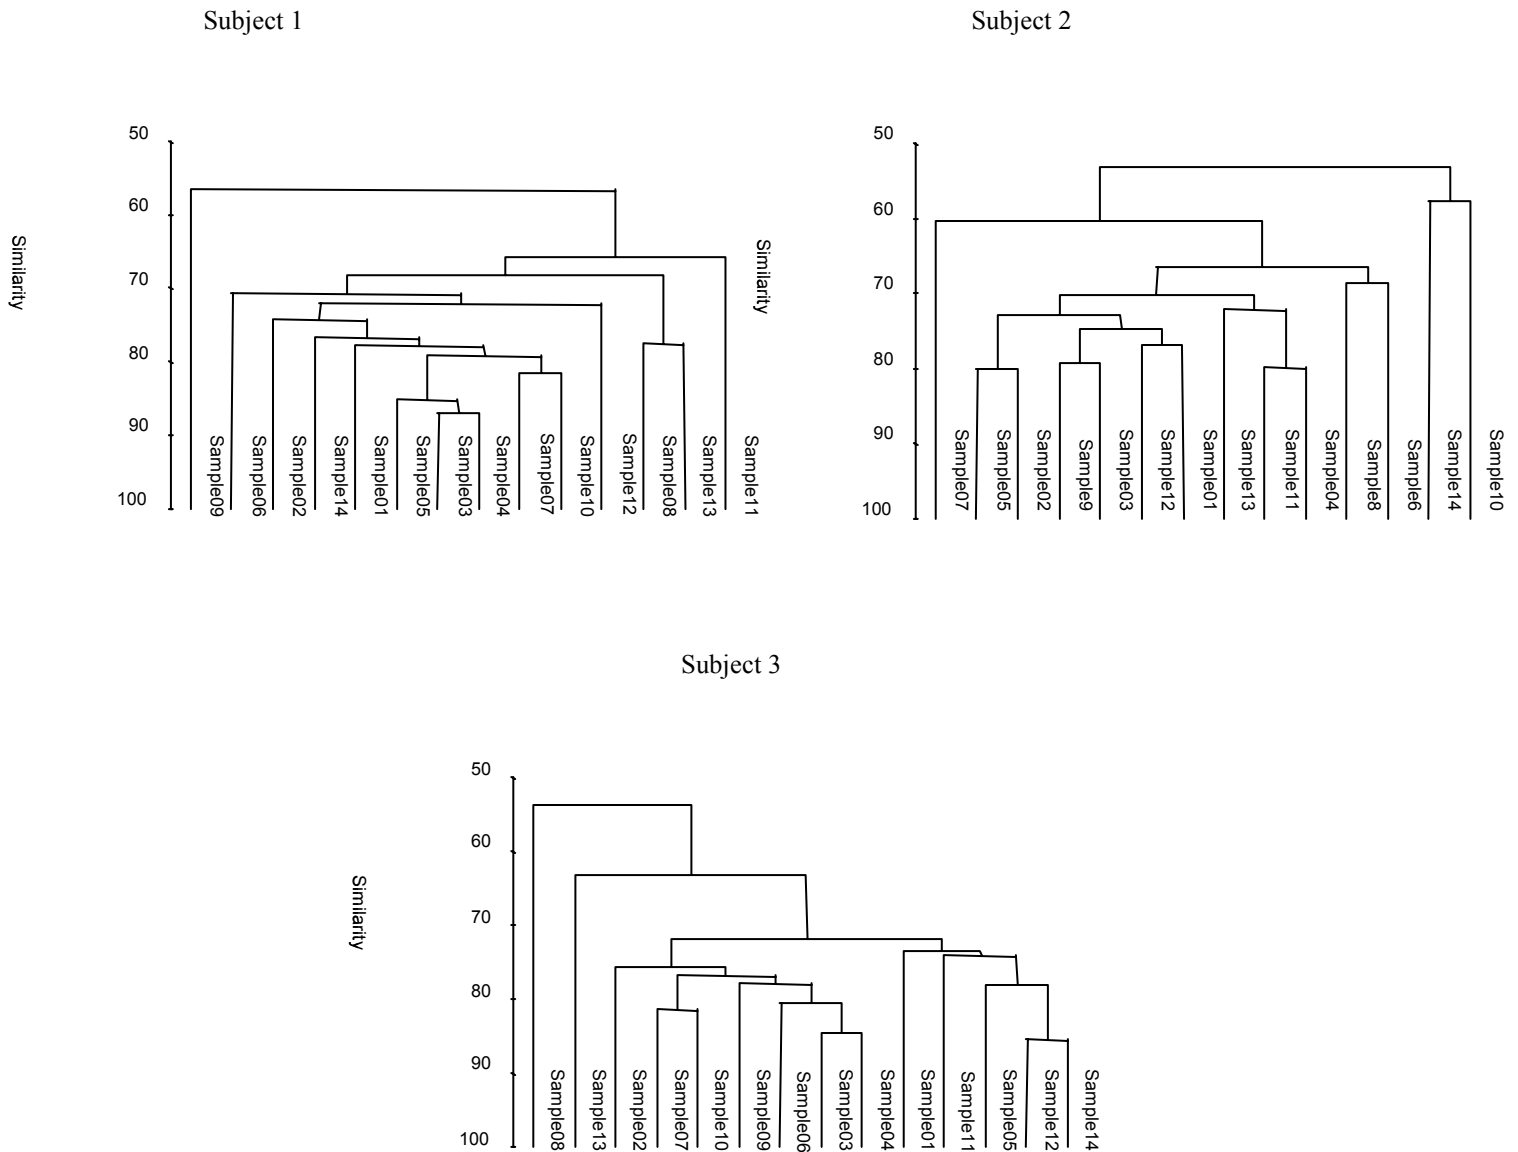 Subject 1
Subject 2
50
60
70
80
90
100
Similarity
Sample09
Sample06
Sample02
Sample14
Sample01
Sample05
Sample03
Sample04
Sample07
Sample10
Sample12
Sample08
Sample13
Sample11
50
60
70
80
90
100
Similarity
Sample07
Sample05
Sample02
Sample9
Sample03
Sample12
Sample01
Sample13
Sample11
Sample04
Sample8
Sample6
Sample14
Sample10
Subject 3
50
60
70
80
90
100
Similarity
Sample08
Sample13
Sample02
Sample07
Sample10
Sample09
Sample06
Sample03
Sample04
Sample01
Sample11
Sample05
Sample12
Sample14